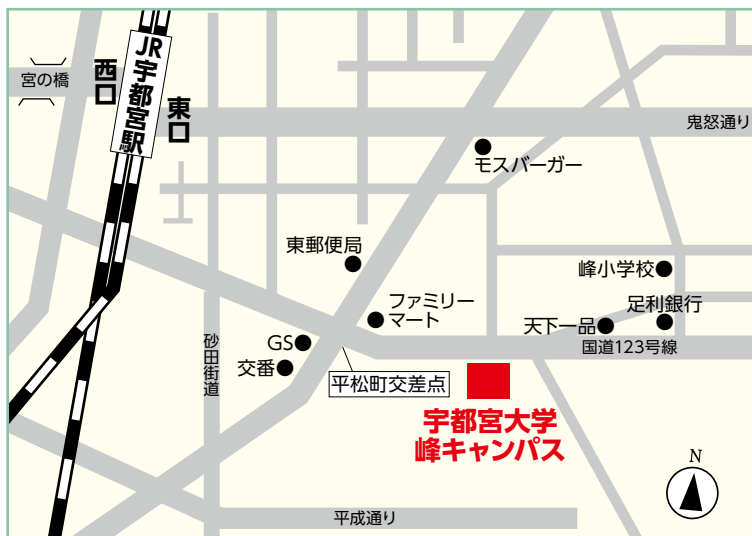 宮の橋
西口
JR宇都宮駅
東口
鬼怒通り
モスバーガー
東郵便局
峰小学校
ファミリー
マート
足利銀行
天下一品
GS
国道123号線
砂田街道
交番
平松町交差点
宇都宮大学
峰キャンパス
N
平成通り